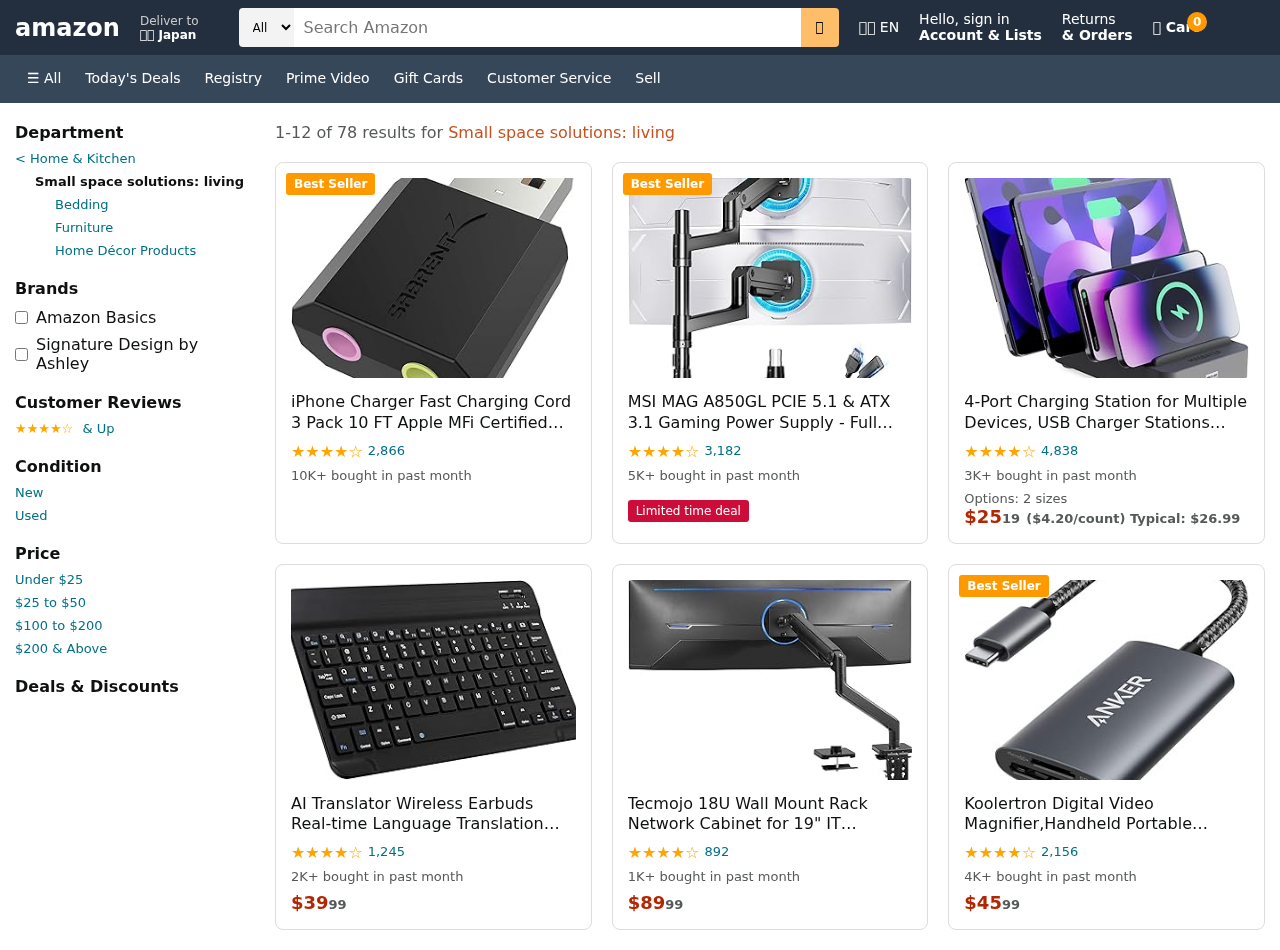 amazon
Deliver to
Japan
All
Search Amazon
EN
Hello, sign in
Account & Lists
Returns
& Orders
Cart
0
☰ All
Today's Deals
Registry
Prime Video
Gift Cards
Customer Service
Sell
Department
< Home & Kitchen
Small space solutions: living
Bedding
Furniture
Home Décor Products
Brands
Amazon Basics
Signature Design by
Ashley
Customer Reviews
★★★★☆ & Up
Condition
New
Used
Price
Under $25
$25 to $50
$100 to $200
$200 & Above
Deals & Discounts
1-12 of 78 results for Small space solutions: living
Best Seller
SABRENT
iPhone Charger Fast Charging Cord
3 Pack 10 FT Apple MFi Certified...
★★★★☆ 2,866
10K+ bought in past month
Best Seller
MSI MAG A850GL PCIE 5.1 & ATX
3.1 Gaming Power Supply - Full...
★★★★☆ 3,182
5K+ bought in past month
Limited time deal
4-Port Charging Station for Multiple
Devices, USB Charger Stations...
★★★★☆ 4,838
3K+ bought in past month
Options: 2 sizes
$25 19 ($4.20/count) Typical: $26.99
AI Translator Wireless Earbuds
Real-time Language Translation...
★★★★☆ 1,245
2K+ bought in past month
$39 99
Tecmojo 18U Wall Mount Rack
Network Cabinet for 19" IT...
★★★★☆ 892
1K+ bought in past month
$89 99
Best Seller
ANKER
Koolertron Digital Video
Magnifier,Handheld Portable...
★★★★☆ 2,156
4K+ bought in past month
$45 99